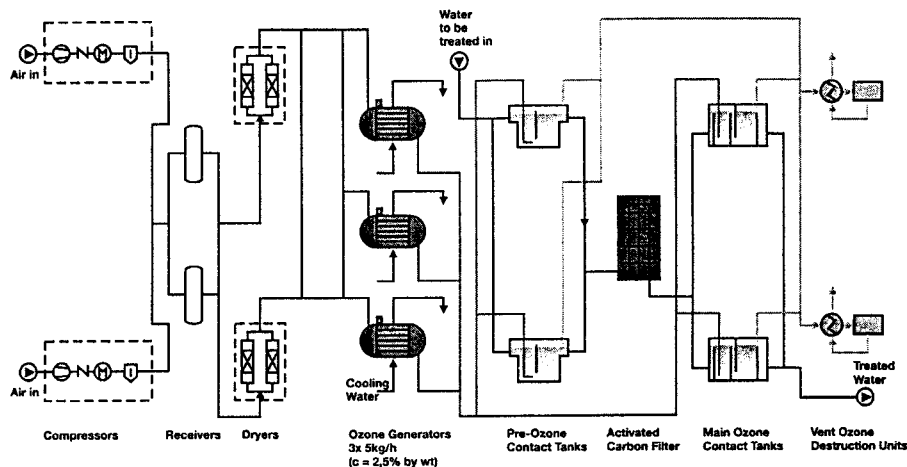 Water
to be
treated in
Air in
M
Air in
M
Cooling
Water
Treated
Water
Compressors
Receivers
Dryers
Ozone Generators
3x 5kg/h
(c = 2,5% by wt)
Pre-Ozone
Contact Tanks
Activated
Carbon Filter
Main Ozone
Contact Tanks
Vent Ozone
Destruction Units